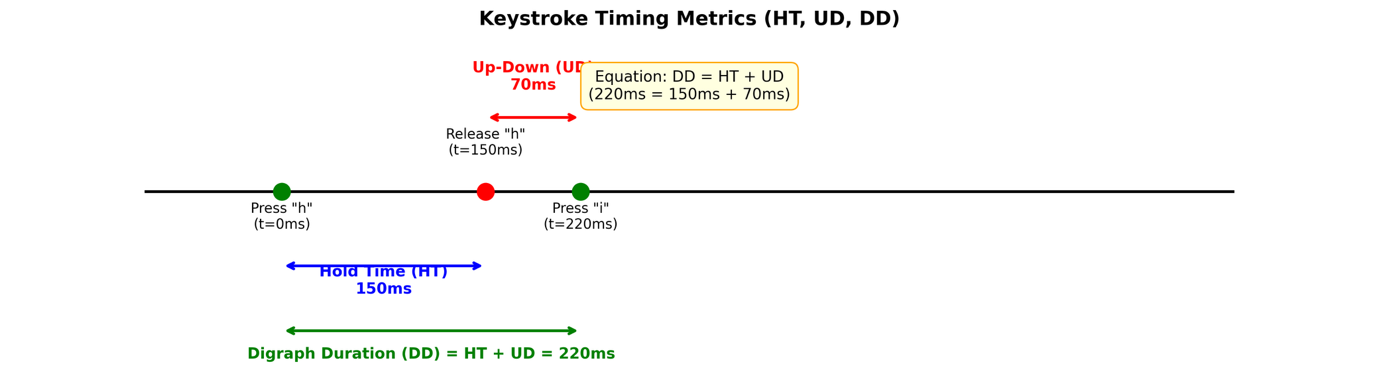 Keystroke Timing Metrics (HT, UD, DD)
Up-Down (UD
70ms
Equation: DD = HT + UD
(220ms = 150ms + 70ms)
Release "h"
(t=150ms)
Press "h"
(t=0ms)
Press "i"
(t=220ms)
Hold Time (HT)
150ms
Digraph Duration (DD) = HT + UD = 220ms